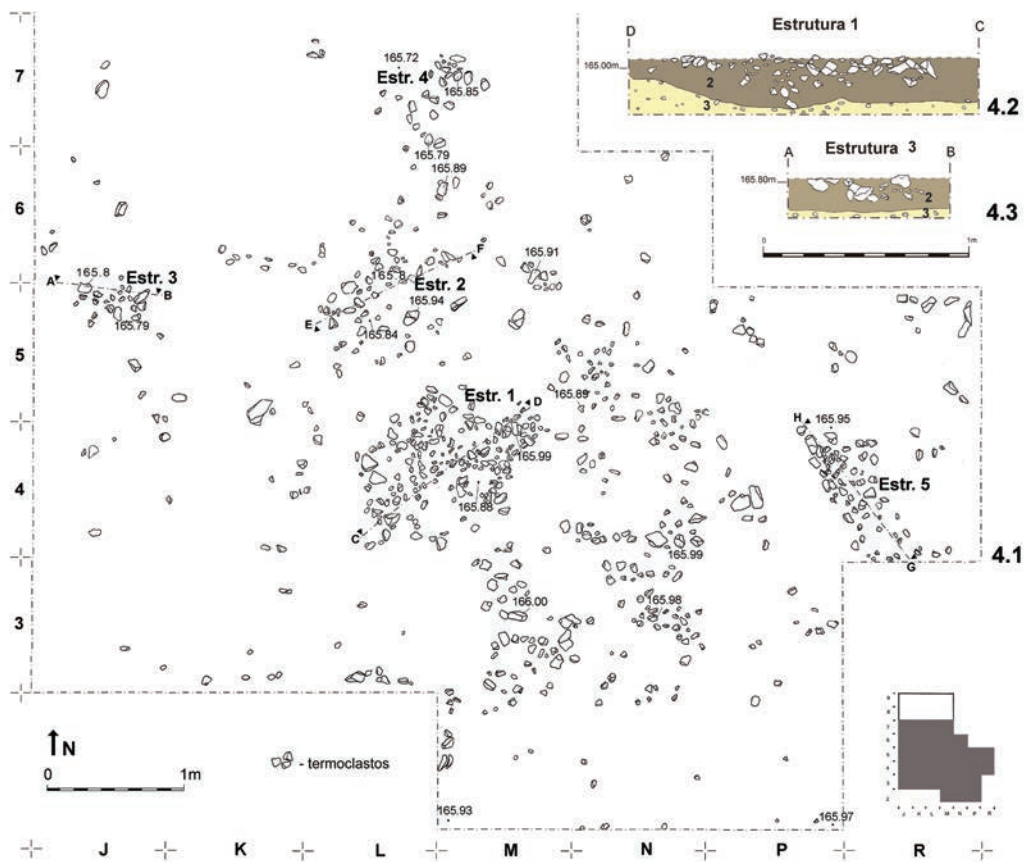 Estrutura 1
D C
165.00m
2
3
4.2
Estrutura 3
A B
165.80m
2
3
4.3
0 1m
7
165.72
Estr. 4
165.85
165.79
165.89
6
F
165.91
165.8 Estr. 3
A B
165.79
165.8 Estr. 2
165.94
E
165.84
5
Estr. 1
D
165.89
165.99
H 165.95
4
165.88
Estr. 5
C
165.99
G
4.1
3
166.00
165.98
N
0 1m
- termoclastos
165.93
165.97
J K L M N P R